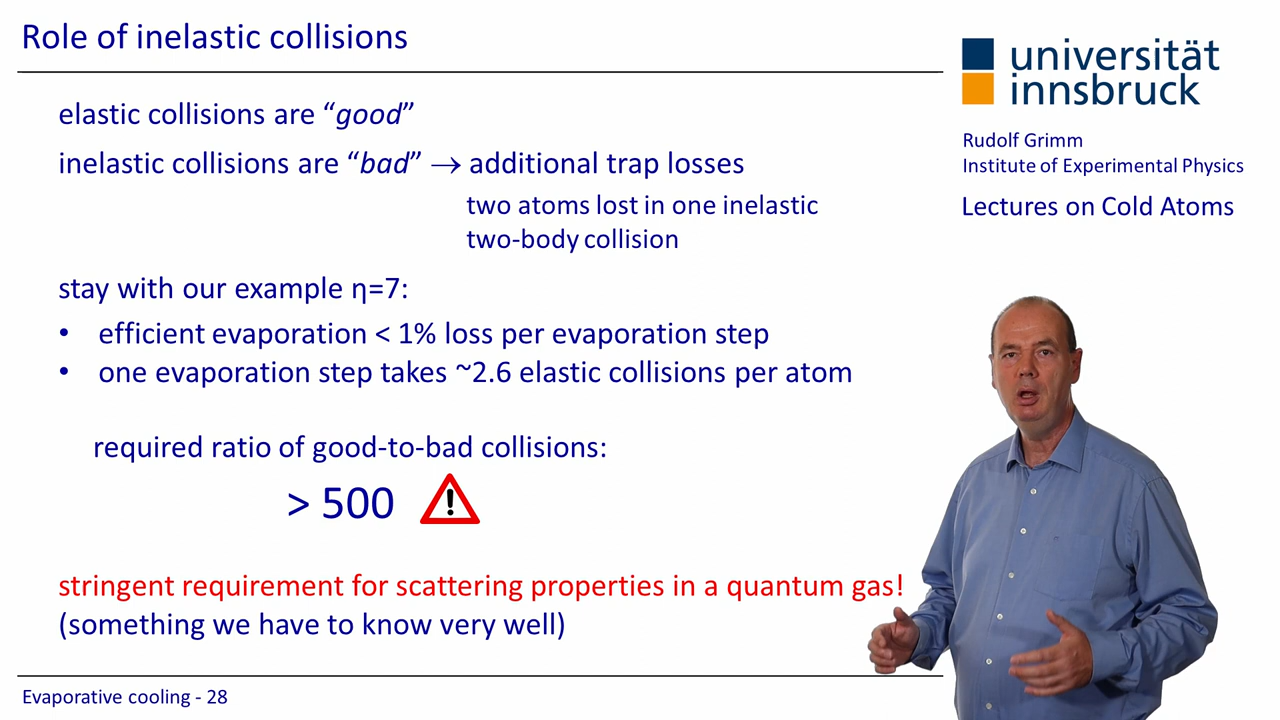 Role of inelastic collisions
universität
innsbruck
Rudolf Grimm
Institute of Experimental Physics
Lectures on Cold Atoms
elastic collisions are “good”
inelastic collisions are “bad” → additional trap losses
two atoms lost in one inelastic
two-body collision
stay with our example η=7:
• efficient evaporation < 1% loss per evaporation step
• one evaporation step takes ~2.6 elastic collisions per atom
required ratio of good-to-bad collisions:
> 500 !
stringent requirement for scattering properties in a quantum gas!
(something we have to know very well)
Evaporative cooling - 28